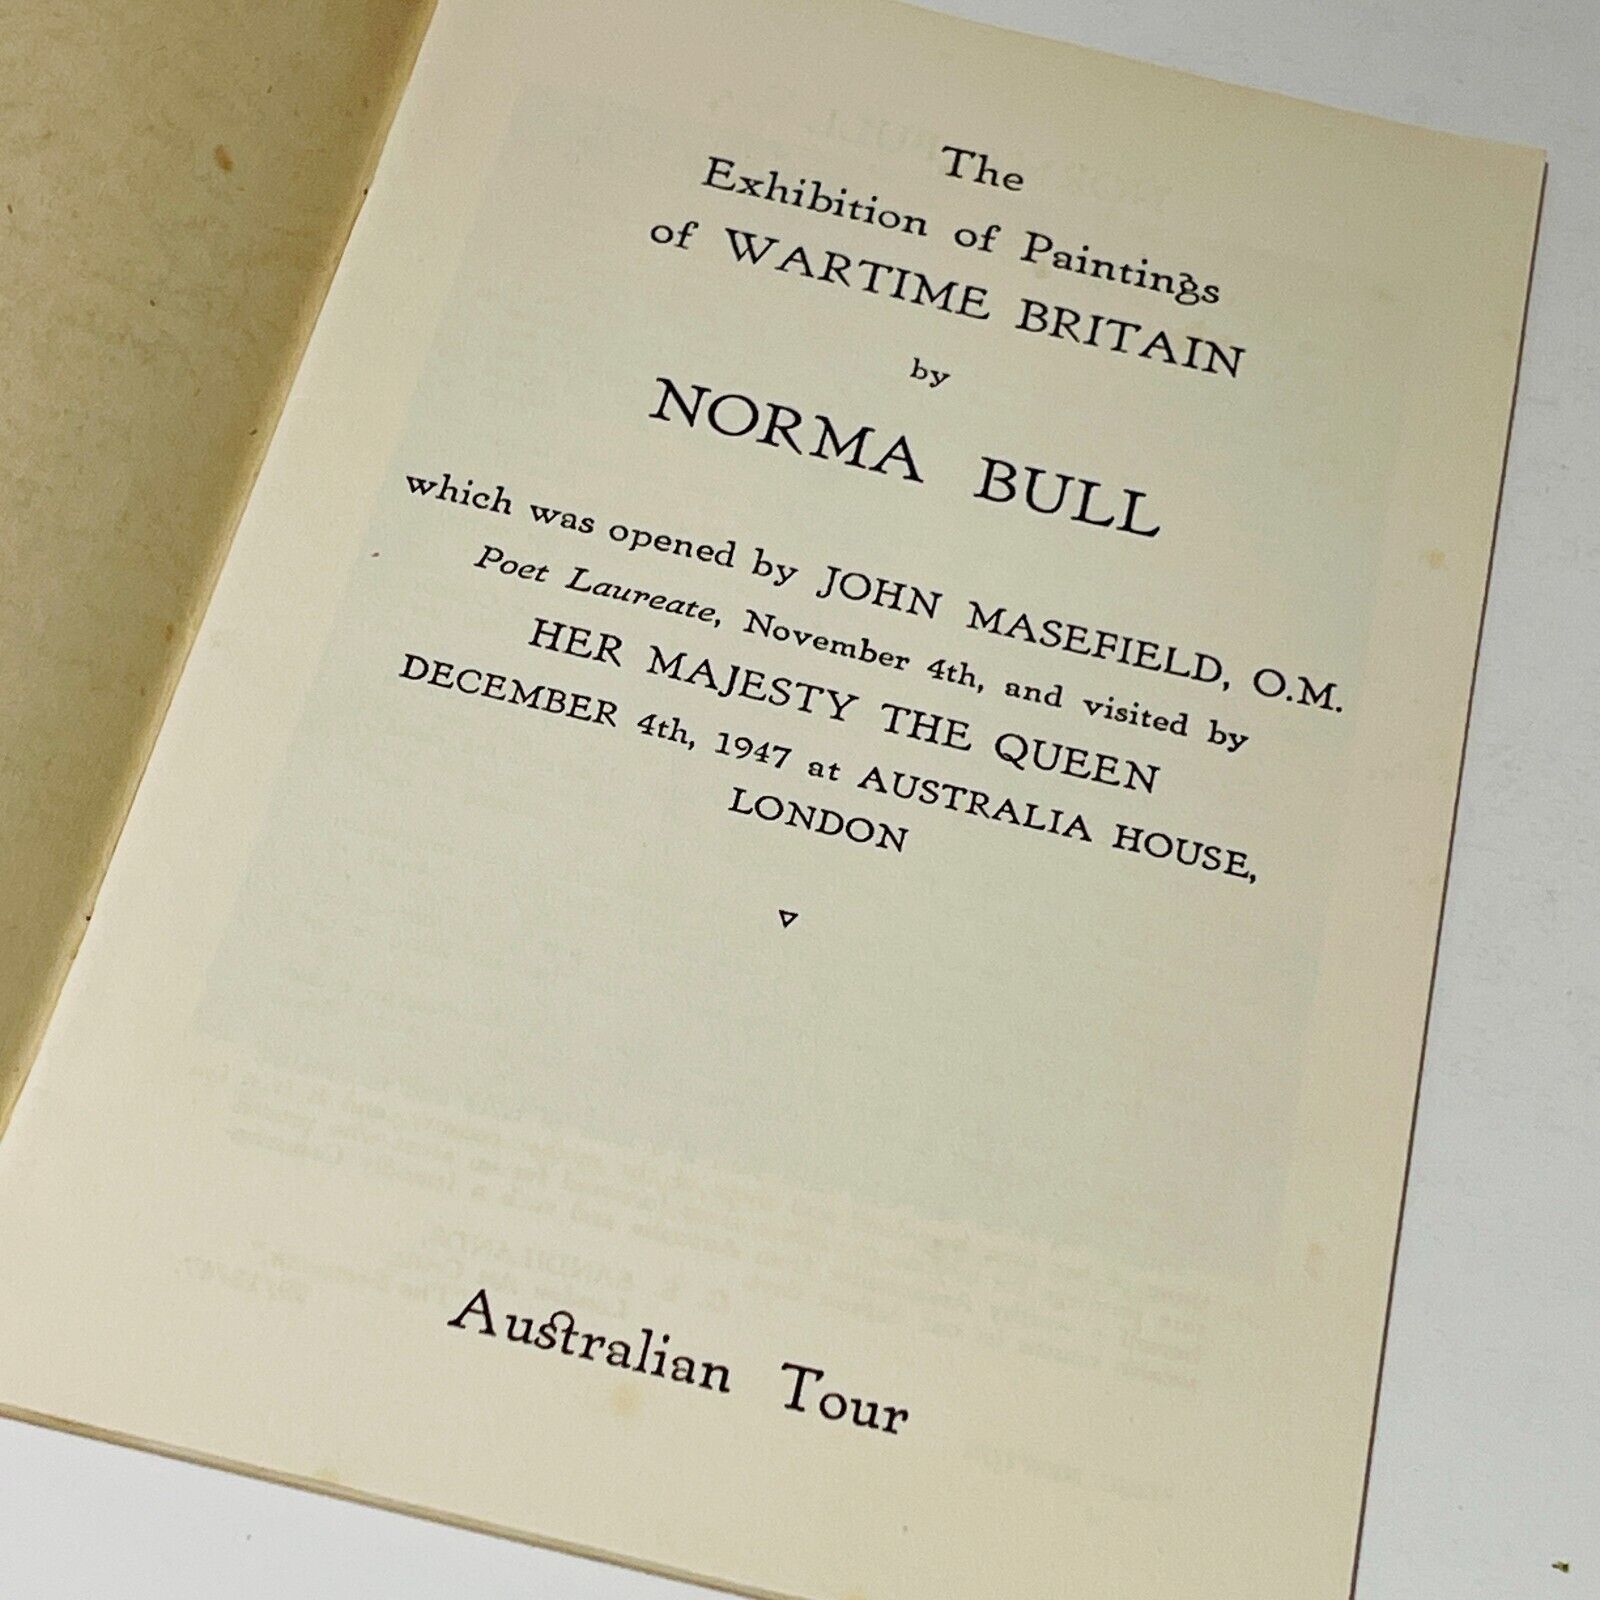 The
Exhibition of Paintings
of WARTIME BRITAIN
by
NORMA BULL
which was opened by JOHN MASEFIELD, O.M.
Poet Laureate, November 4th, and visited by
HER MAJESTY THE QUEEN
DECEMBER 4th, 1947 at AUSTRALIA HOUSE,
LONDON
Australian Tour